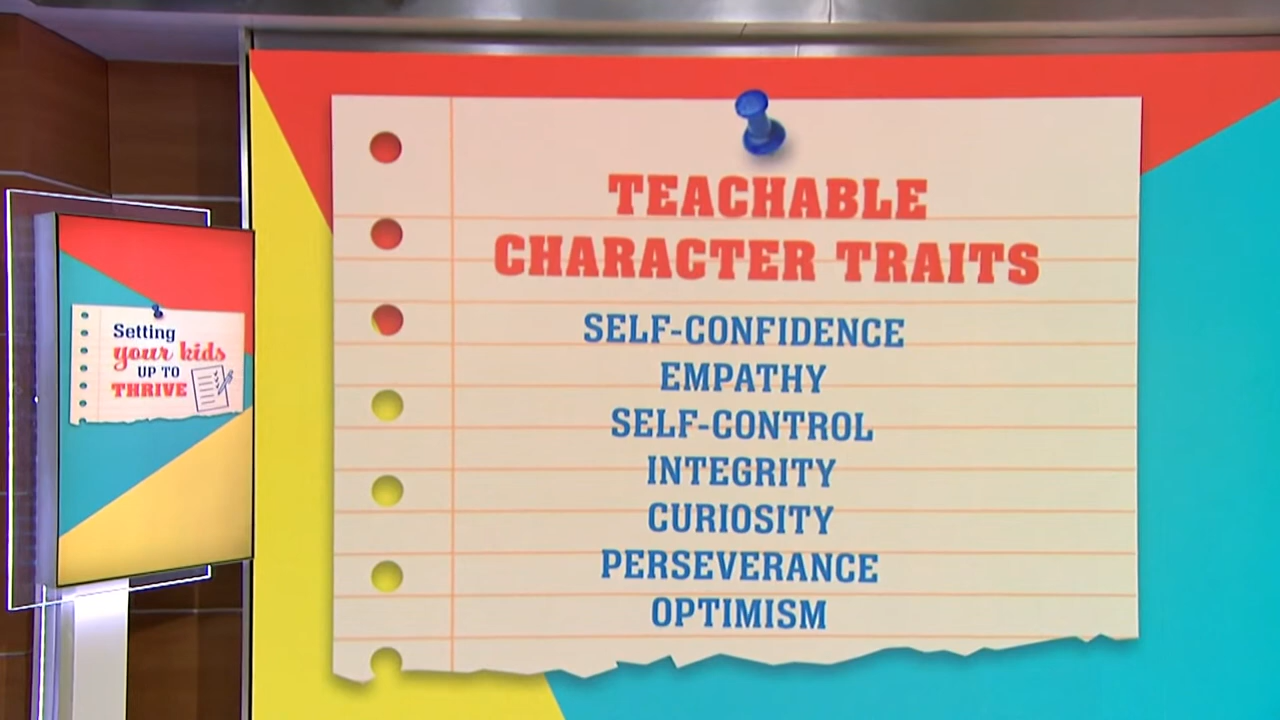 TEACHABLE
CHARACTER TRAITS
SELF-CONFIDENCE
EMPATHY
SELF-CONTROL
INTEGRITY
CURIOSITY
PERSEVERANCE
OPTIMISM
Setting
your kids
UP TO
THRIVE